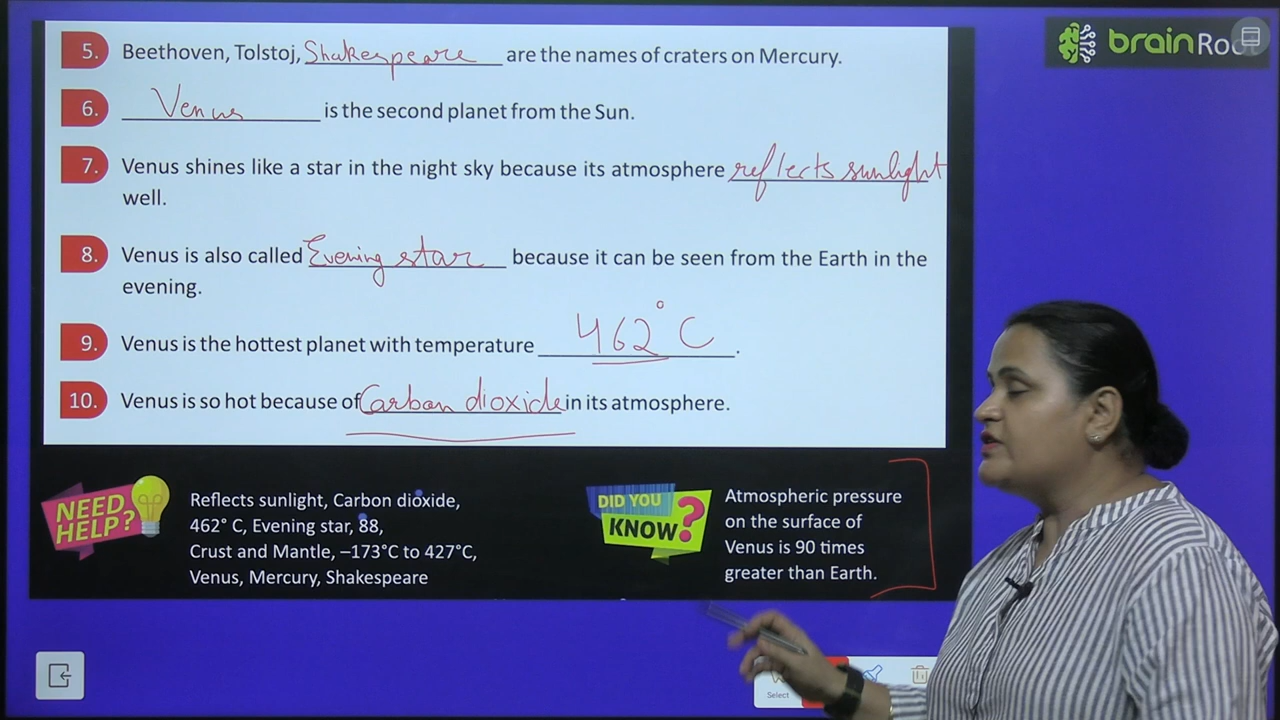 brainRo
5. Beethoven, Tolstoj, Shakespeare are the names of craters on Mercury.
6. Venus is the second planet from the Sun.
7. Venus shines like a star in the night sky because its atmosphere reflects sunlight
well.
8. Venus is also called Evening star because it can be seen from the Earth in the
evening.
9. Venus is the hottest planet with temperature 462° C.
10. Venus is so hot because of Carbon dioxide in its atmosphere.
NEED
HELP?
Reflects sunlight, Carbon dioxide,
462° C, Evening star, 88,
Crust and Mantle, –173°C to 427°C,
Venus, Mercury, Shakespeare
DID YOU
KNOW?
Atmospheric pressure
on the surface of
Venus is 90 times
greater than Earth.
Select